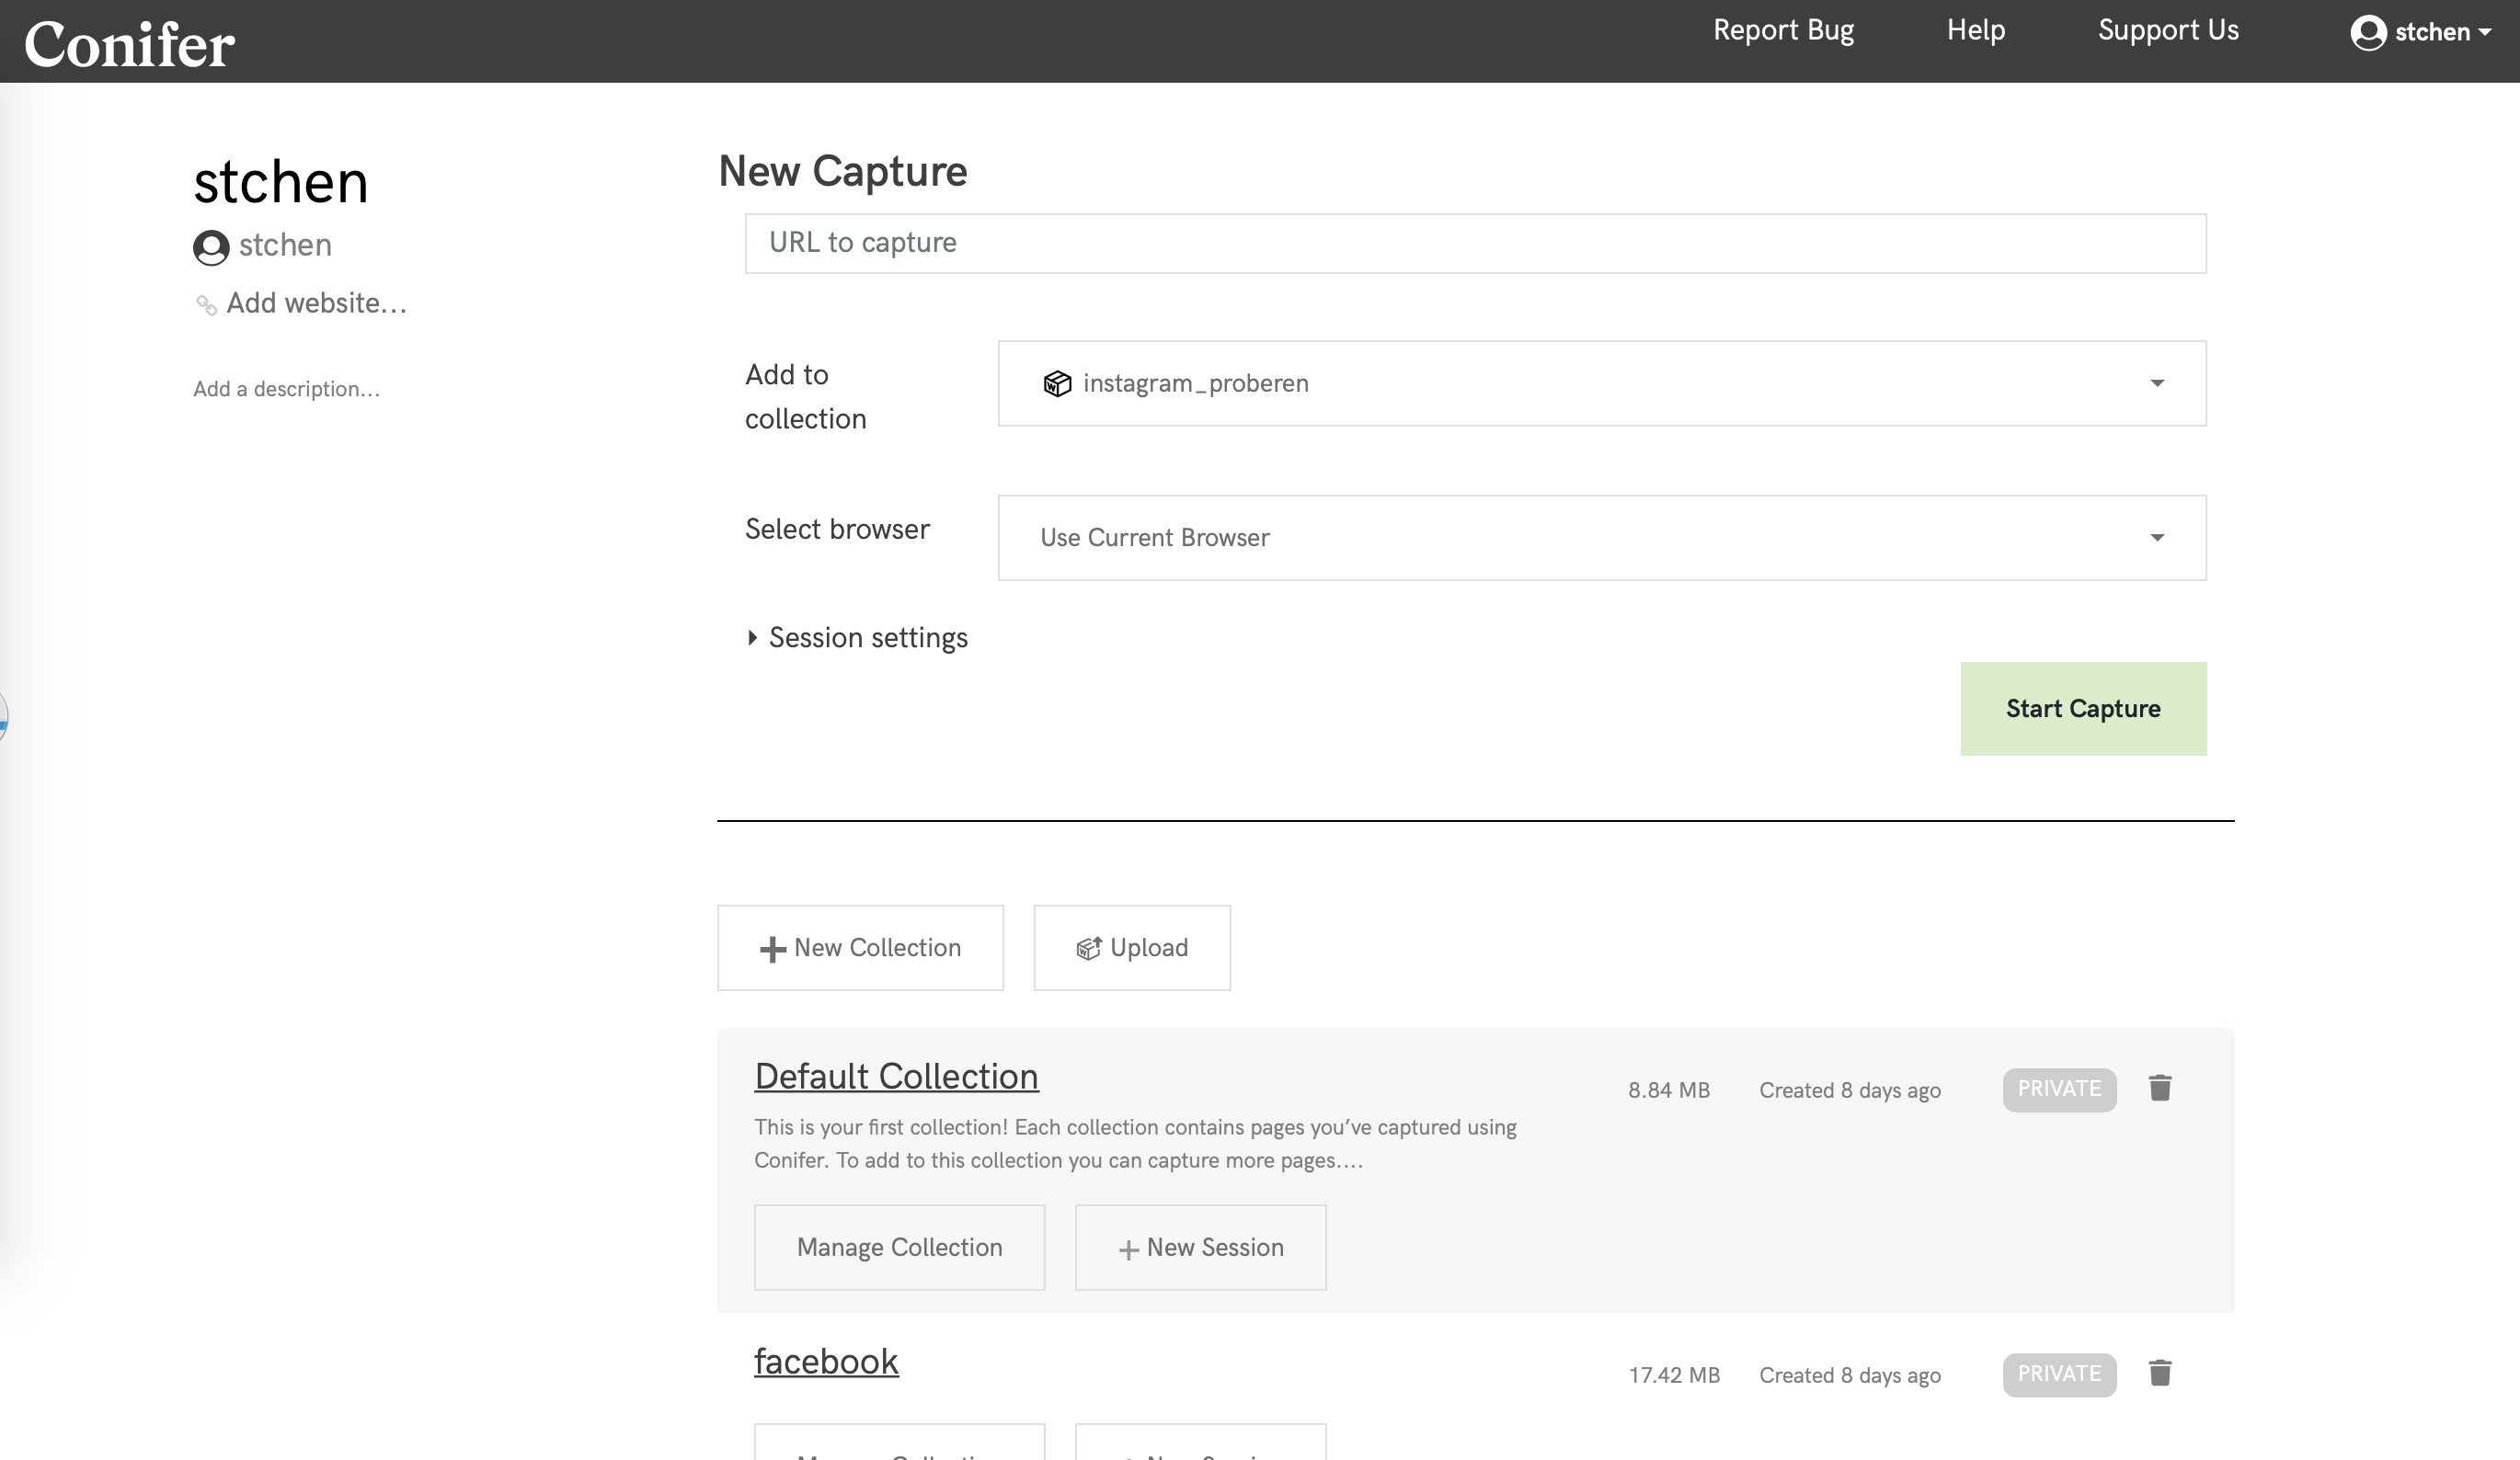 Conifer
Report Bug
Help
Support Us
stchen
stchen
stchen
Add website...
Add a description...
New Capture
URL to capture
Add to
collection
instagram_proberen
Select browser
Use Current Browser
Session settings
Start Capture
New Collection
Upload
Default Collection
8.84 MB
Created 8 days ago
PRIVATE
This is your first collection! Each collection contains pages you’ve captured using
Conifer. To add to this collection you can capture more pages....
Manage Collection
New Session
facebook
17.42 MB
Created 8 days ago
PRIVATE